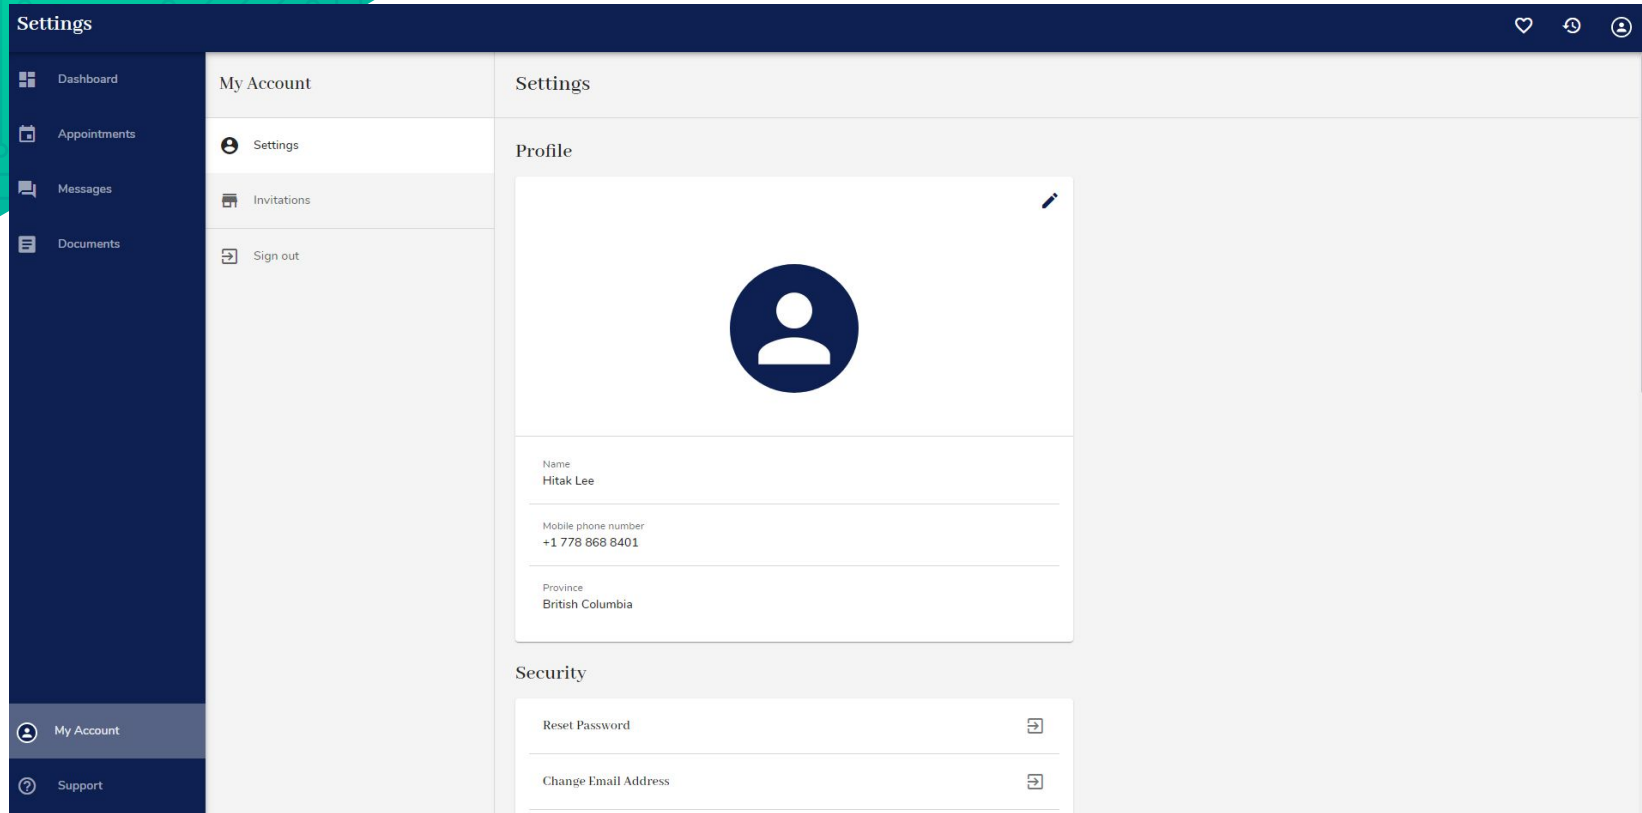 Settings
Dashboard
Appointments
Messages
Documents
My Account
Support
My Account
Settings
Invitations
Sign out
Settings
Profile
Name
Hitak Lee
Mobile phone number
+1 778 868 8401
Province
British Columbia
Security
Reset Password
Change Email Address